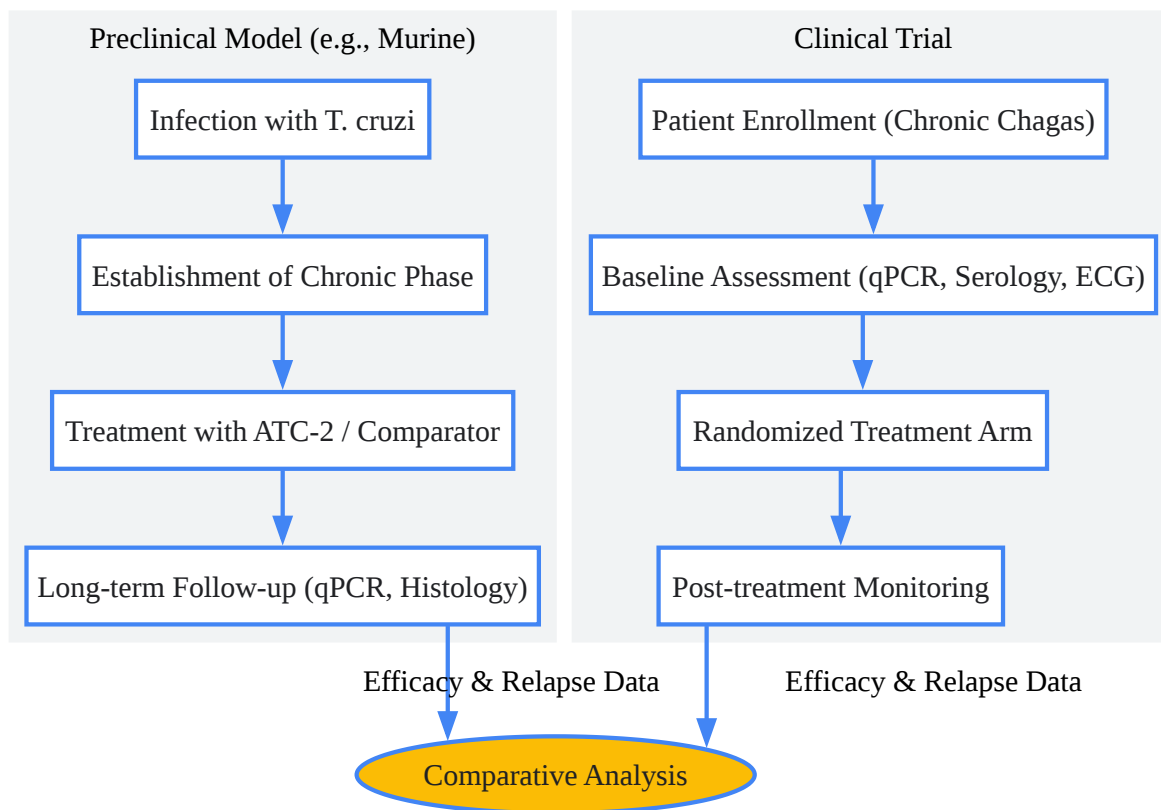 Preclinical Model (e.g., Murine)
Infection with T. cruzi
Establishment of Chronic Phase
Treatment with ATC-2 / Comparator
Long-term Follow-up (qPCR, Histology)
Clinical Trial
Patient Enrollment (Chronic Chagas)
Baseline Assessment (qPCR, Serology, ECG)
Randomized Treatment Arm
Post-treatment Monitoring
Efficacy & Relapse Data
Efficacy & Relapse Data
Comparative Analysis